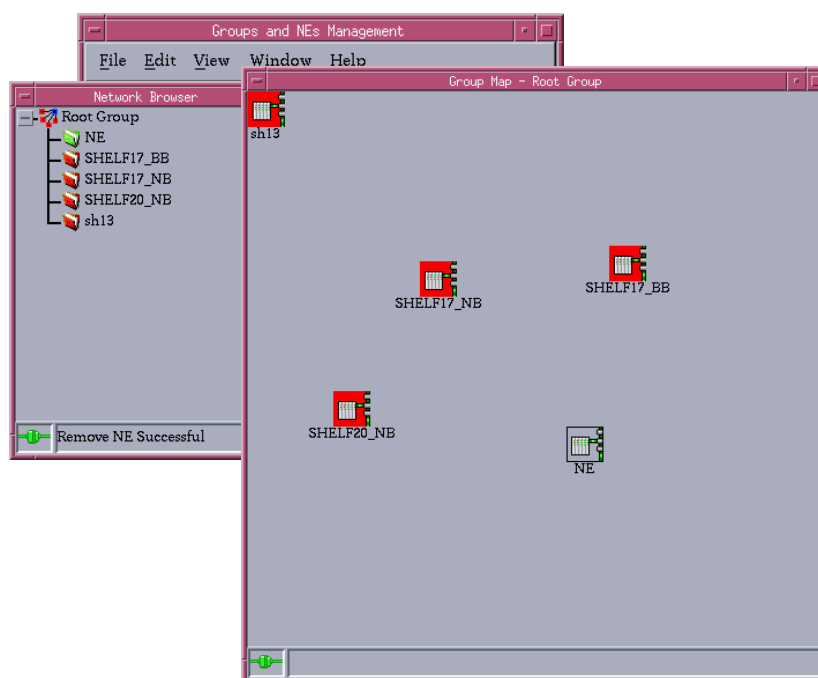 Groups and NEs Management
File Edit View Window Help
Network Browser
Root Group
NE
SHELF17_BB
SHELF17_NB
SHELF20_NB
sh13
Remove NE Successful
Group Map - Root Group
sh13
SHELF17_NB
SHELF17_BB
SHELF20_NB
NE